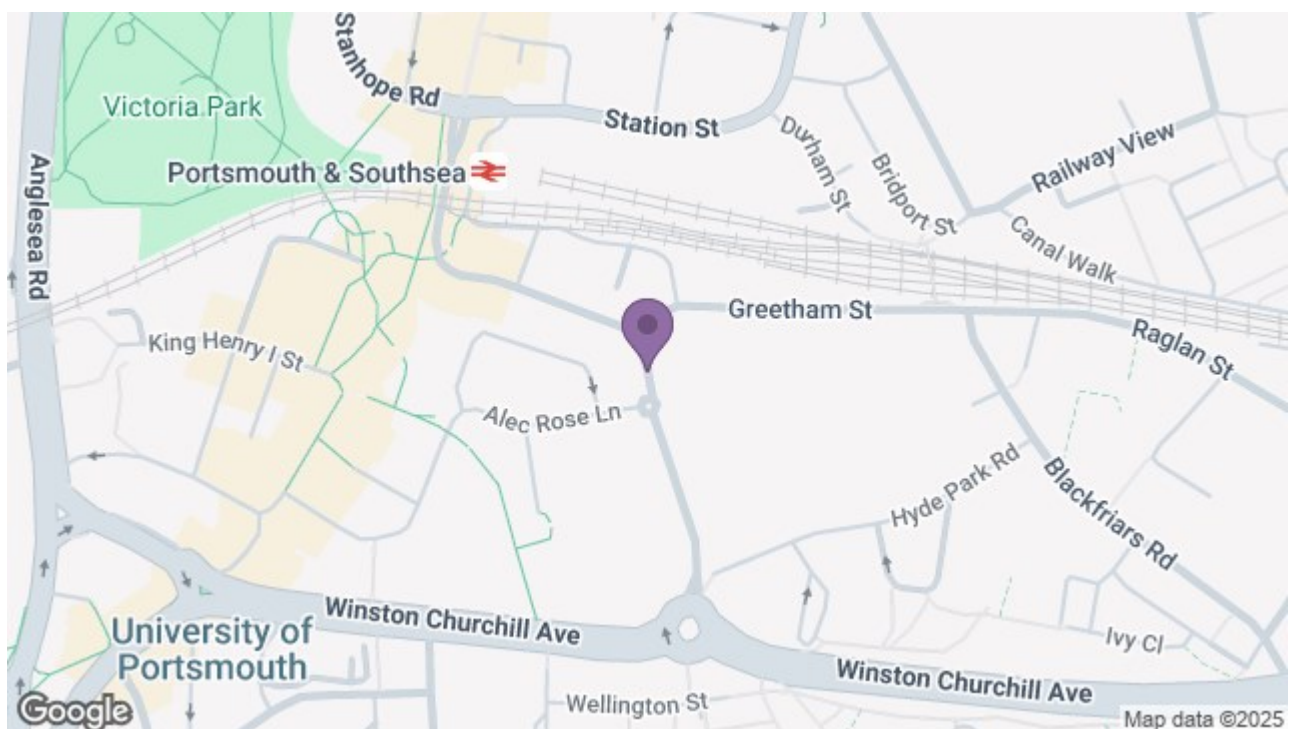 Stanhope Rd
Victoria Park
Station St
Durham St
Bridport St
Railway View
Portsmouth & Southsea
Anglesea Rd
Canal Walk
Greetham St
Raglan St
King Henry I St
Alec Rose Ln
Hyde Park Rd
Blackfriars Rd
Winston Churchill Ave
University of
Portsmouth
Ivy Cl
Winston Churchill Ave
Wellington St
Google
Map data ©2025